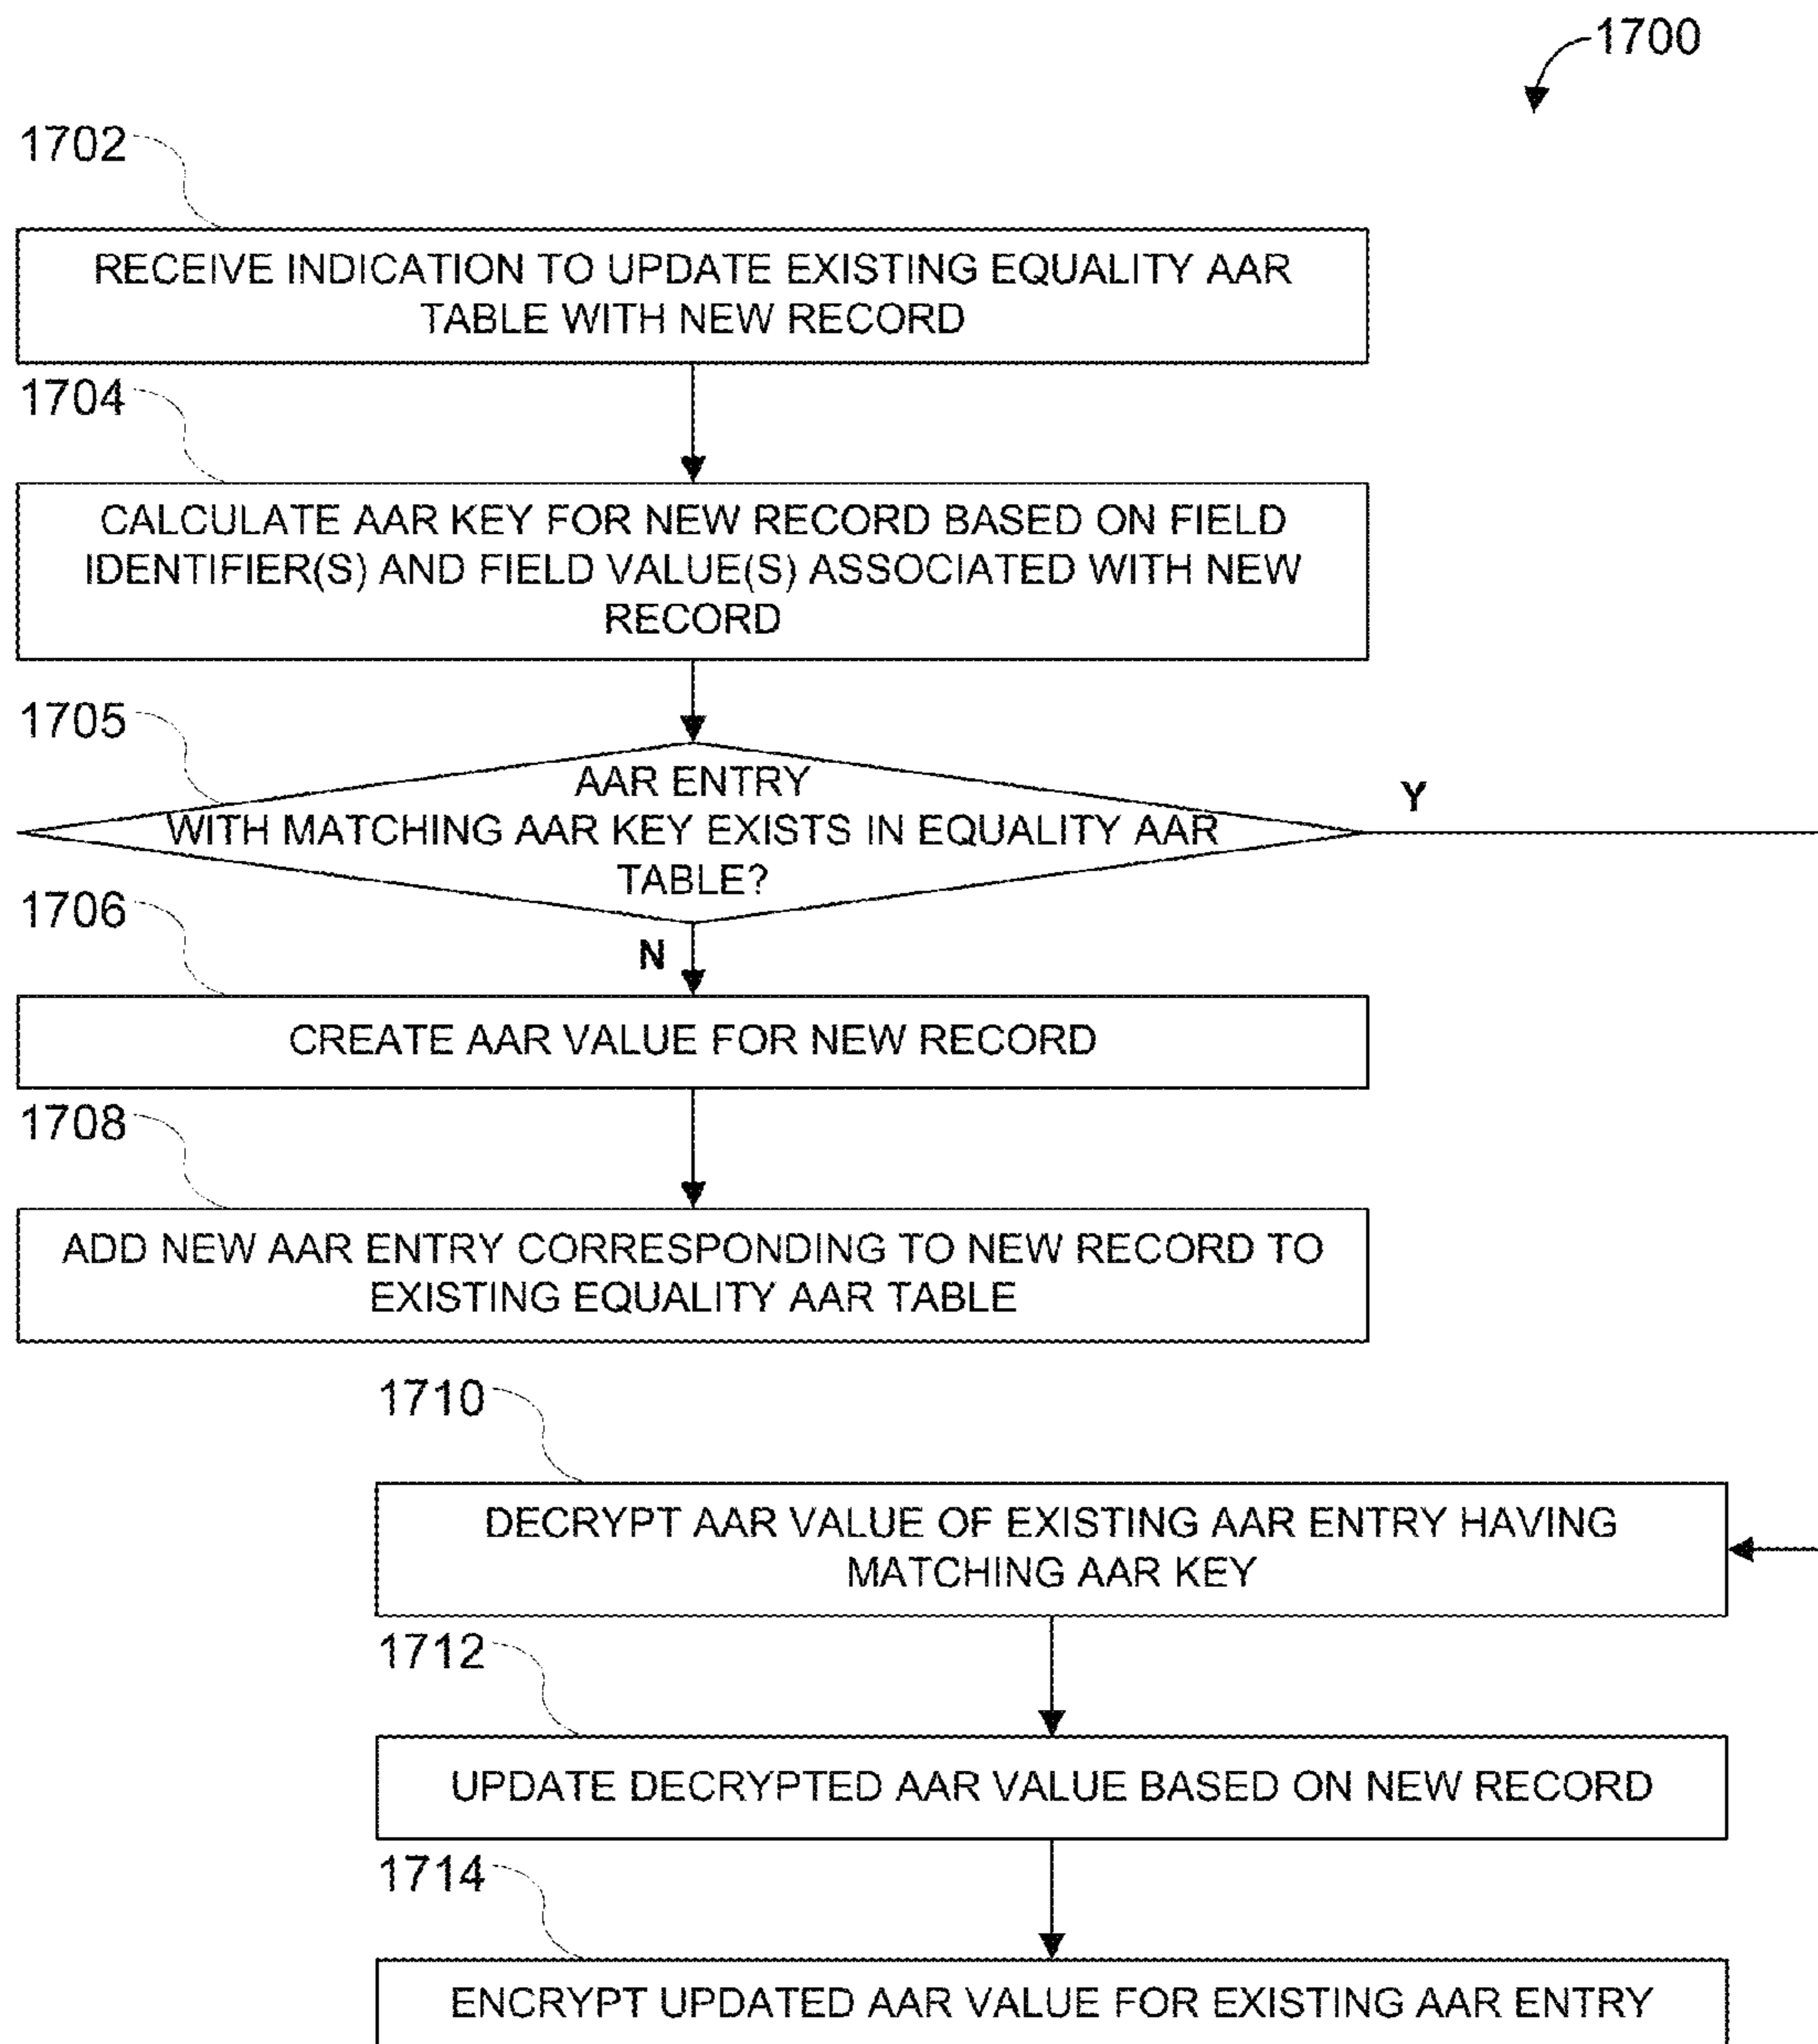 1700
1702
RECEIVE INDICATION TO UPDATE EXISTING EQUALITY AAR
TABLE WITH NEW RECORD
1704
CALCULATE AAR KEY FOR NEW RECORD BASED ON FIELD
IDENTIFIER(S) AND FIELD VALUE(S) ASSOCIATED WITH NEW
RECORD
1705
AAR ENTRY
WITH MATCHING AAR KEY EXISTS IN EQUALITY AAR
TABLE?
Y
1706
N
CREATE AAR VALUE FOR NEW RECORD
1708
ADD NEW AAR ENTRY CORRESPONDING TO NEW RECORD TO
EXISTING EQUALITY AAR TABLE
1710
DECRYPT AAR VALUE OF EXISTING AAR ENTRY HAVING
MATCHING AAR KEY
1712
UPDATE DECRYPTED AAR VALUE BASED ON NEW RECORD
1714
ENCRYPT UPDATED AAR VALUE FOR EXISTING AAR ENTRY